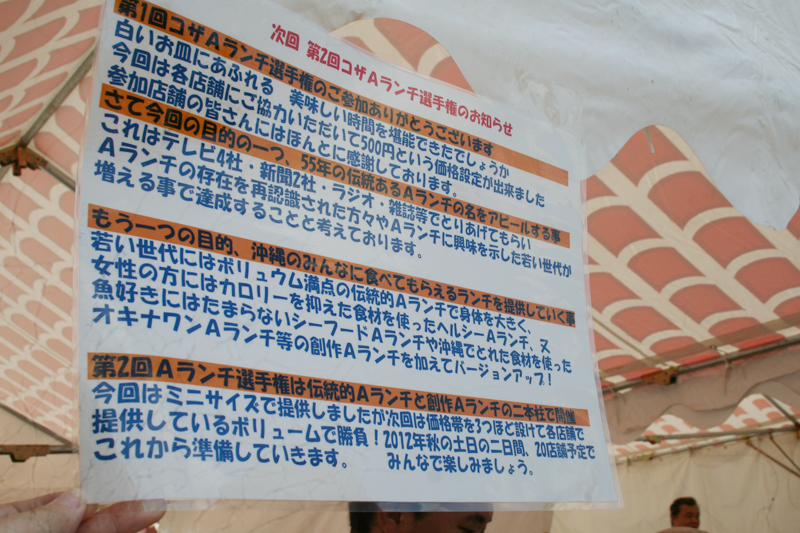 次回 第2回コザAランチ選手権のお知らせ
第1回コザAランチ選手権のご参加ありがとうございます
白いお皿にあふれる　美味しい時間を堪能できたでしょうか
今回は各店舗にご協力いただいて500円という価格設定が出来ました
参加店舗の皆さんにはほんとに感謝しております。
さて今回の目的の一つ、55年の伝統あるAランチの名をアピールする事
これはテレビ4社・新聞2社・ラジオ・雑誌等でとりあげてもらい
Aランチの存在を再認識された方々やAランチに興味を示した若い世代が
増える事で達成することと考えております。
もう一つの目的、沖縄のみんなに食べてもらえるランチを提供していく事
若い世代にはボリュウム満点の伝統的Aランチで身体を大きく、
女性の方にはカロリーを抑えた食材を使ったヘルシーAランチ、又
魚好きにはたまらないシーフードAランチや沖縄でとれた食材を使った
オキナワンAランチ等の創作Aランチを加えてバージョンアップ！
第2回Aランチ選手権は伝統的Aランチと創作Aランチの二本柱で開催
今回はミニサイズで提供しましたが次回は価格帯を3つほど設けて各店舗で
提供しているボリュームで勝負！2012年秋の土日の二日間、20店舗予定で
これから準備していきます。　みんなで楽しみましょう。